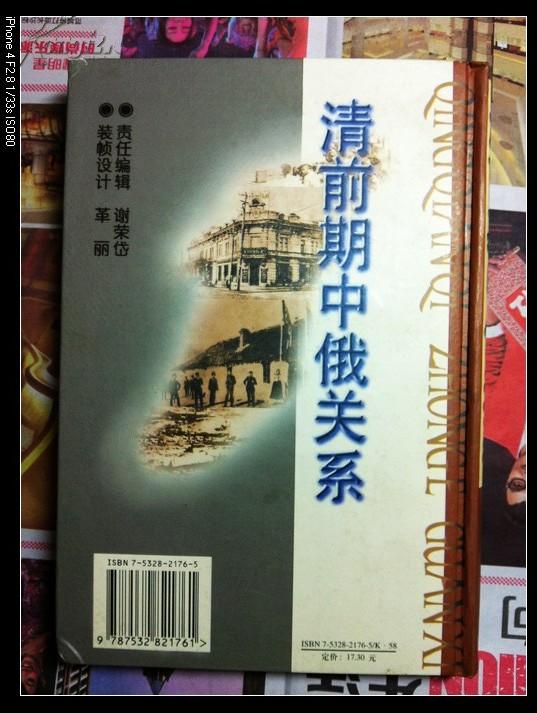 iPhone 4 F2.8 1/33s ISO80
清前期中俄关系
QINGQIANQI ZHONGE GUANXI
◉责任编辑 谢荣岱
◉装帧设计 革丽
ISBN 7-5328-2176-5
9 787532 821761>
ISBN 7-5328-2176-5/K·58
定价：17.30 元